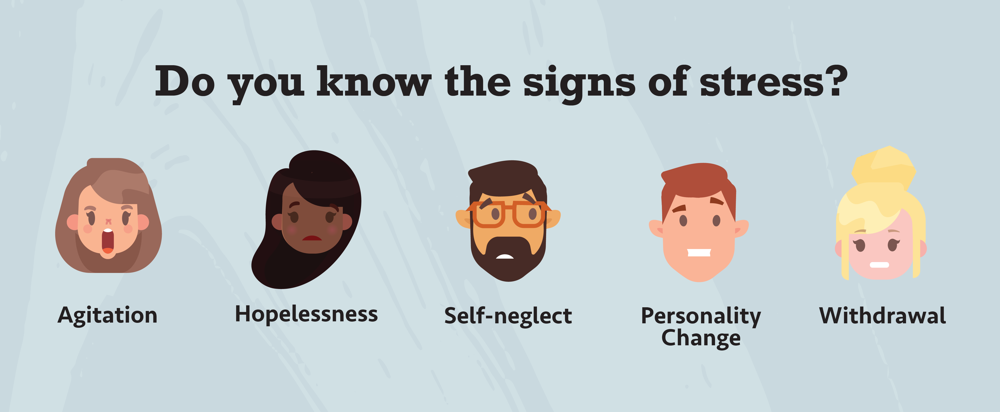 Do you know the signs of stress?
Agitation
Hopelessness
Self-neglect
Personality
Change
Withdrawal